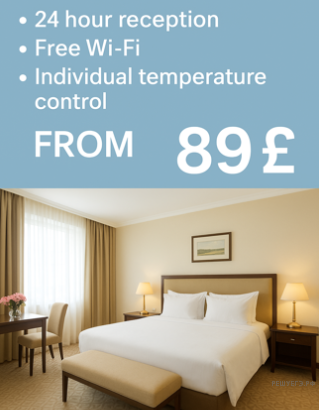 • 24 hour reception
• Free Wi-Fi
• Individual temperature
control
FROM 89 £